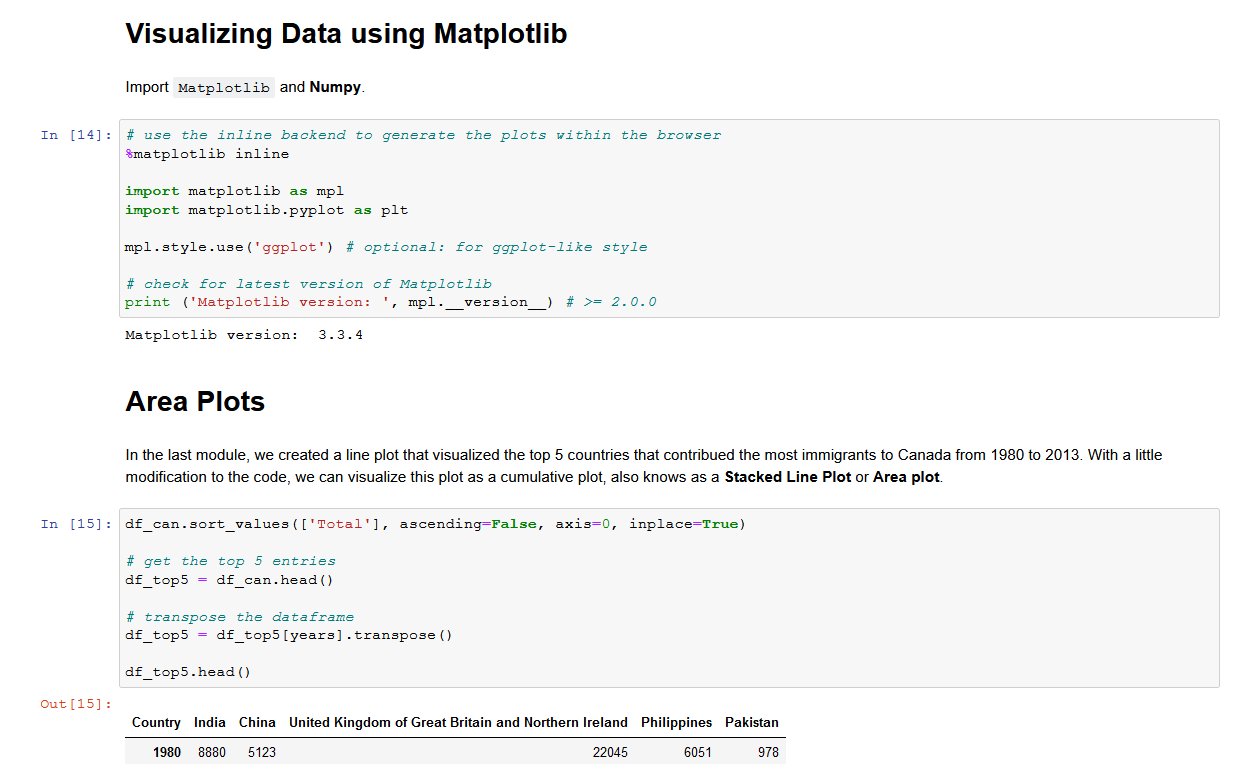 Visualizing Data using Matplotlib
Import Matplotlib and Numpy.
In [14]:
# use the inline backend to generate the plots within the browser
%matplotlib inline
import matplotlib as mpl
import matplotlib.pyplot as plt
mpl.style.use('ggplot') # optional: for ggplot-like style
# check for latest version of Matplotlib
print ('Matplotlib version: ', mpl.__version__) # >= 2.0.0
Matplotlib version:  3.3.4
Area Plots
In the last module, we created a line plot that visualized the top 5 countries that contribued the most immigrants to Canada from 1980 to 2013. With a little
modification to the code, we can visualize this plot as a cumulative plot, also knows as a Stacked Line Plot or Area plot.
In [15]:
df_can.sort_values(['Total'], ascending=False, axis=0, inplace=True)
# get the top 5 entries
df_top5 = df_can.head()
# transpose the dataframe
df_top5 = df_top5[years].transpose()
df_top5.head()
Out[15]:
Country India China United Kingdom of Great Britain and Northern Ireland Philippines Pakistan
1980 8880 5123 22045 6051 978